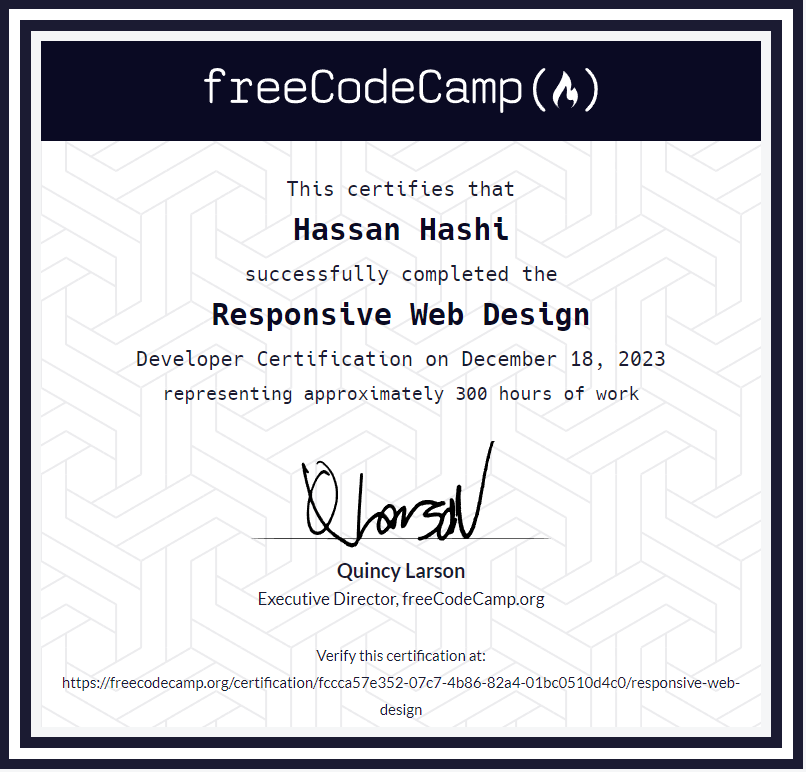 freeCodeCamp(🔥)
This certifies that
Hassan Hashi
successfully completed the
Responsive Web Design
Developer Certification on December 18, 2023
representing approximately 300 hours of work
QLarson
Quincy Larson
Executive Director, freeCodeCamp.org
Verify this certification at:
https://freecodecamp.org/certification/fccca57e352-07c7-4b86-82a4-01bc0510d4c0/responsive-web-
design